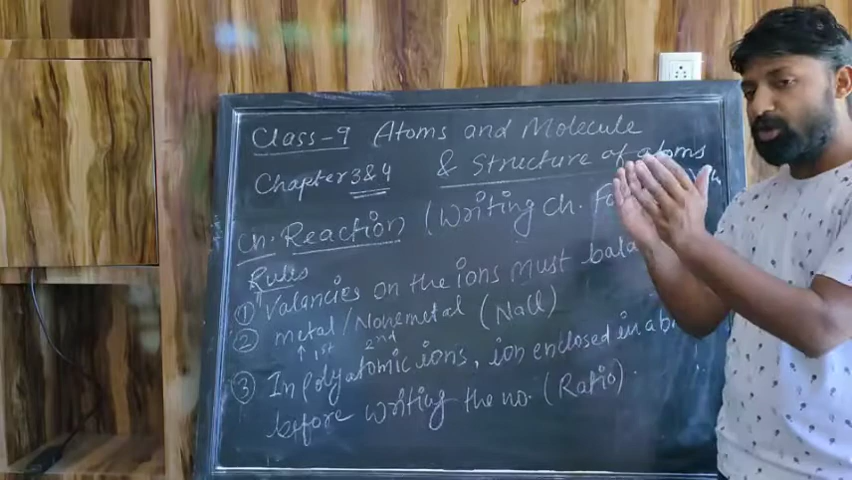 Class-9 Atoms and Molecule
Chapter 3&4 & Structure of atoms
Ch. Reaction (Writing Ch.
Rules
① Valancies on the ions must bala
② metal/Nonemetal (NaCl)
↑ 1st 2nd
③ In polyatomic ions, ion enclosed in a
before writing the no. (Ratio).